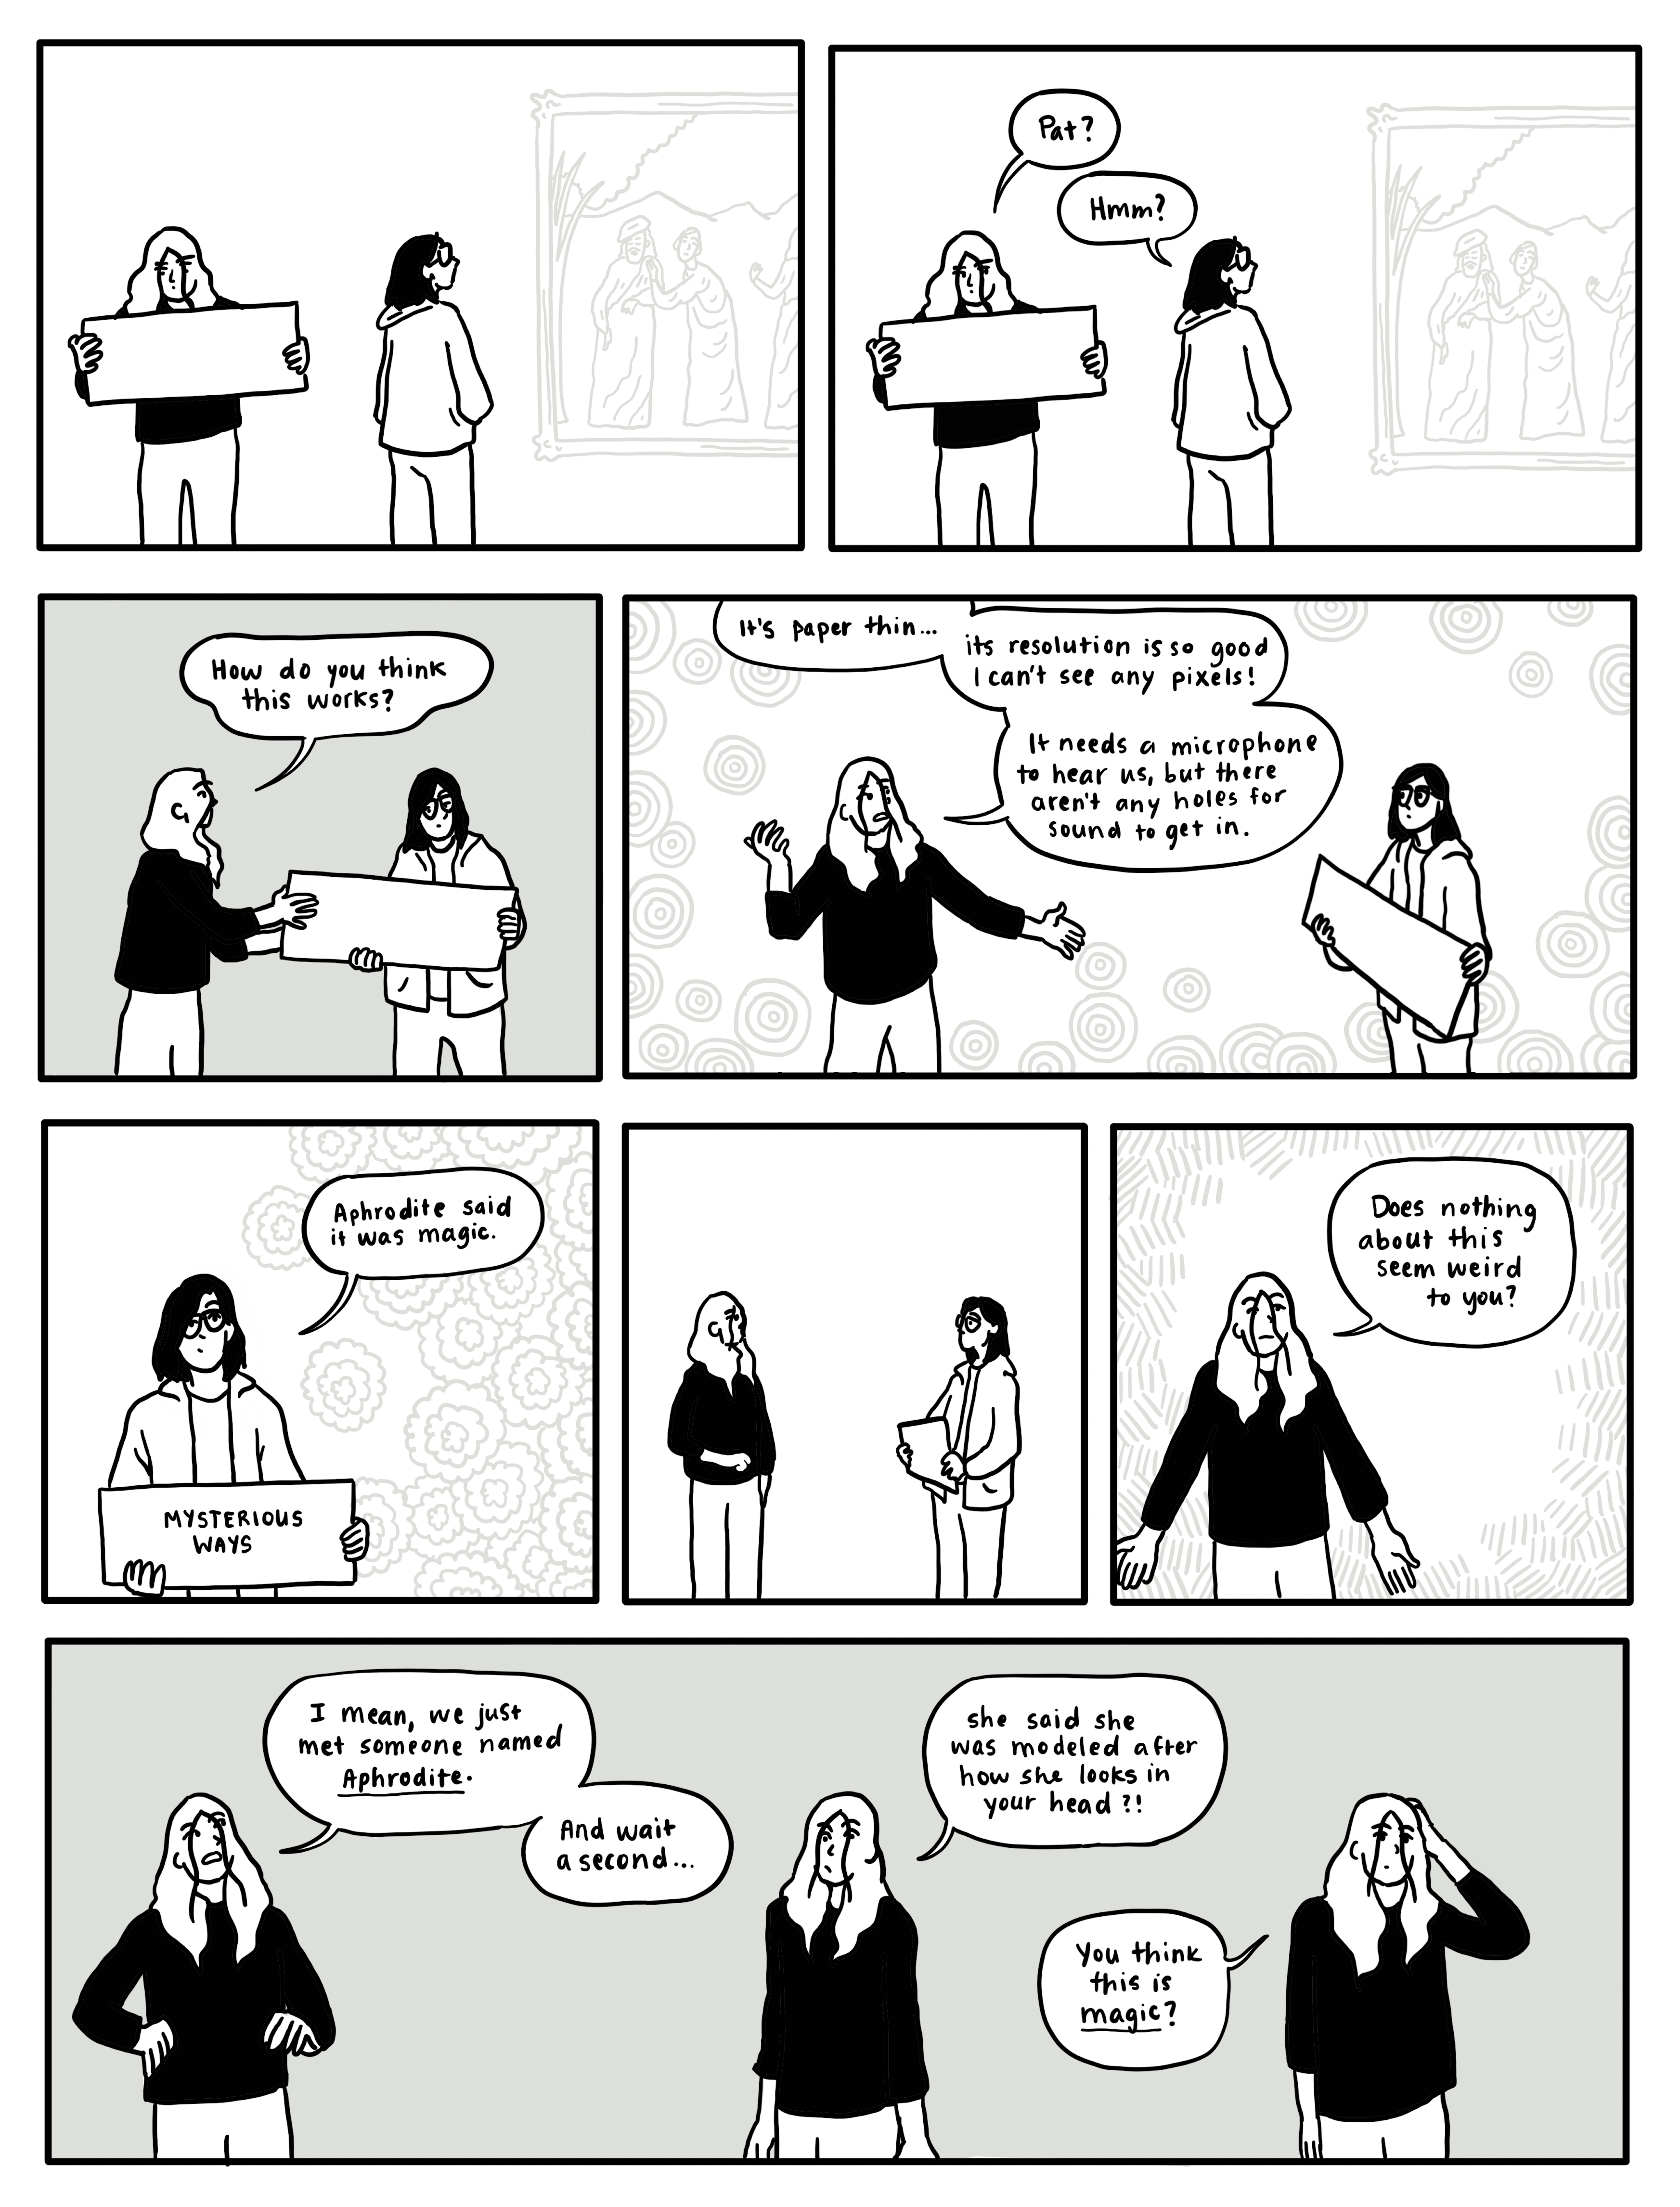 Pat?
Hmm?
How do you think
this works?
It's paper thin...
its resolution is so good
I can't see any pixels!
It needs a microphone
to hear us, but there
aren't any holes for
sound to get in.
Aphrodite said
it was magic.
MYSTERIOUS
WAYS
Does nothing
about this
seem weird
to you?
I mean, we just
met someone named
Aphrodite.
And wait
a second...
she said she
was modeled after
how she looks in
your head?!
You think
this is
magic?